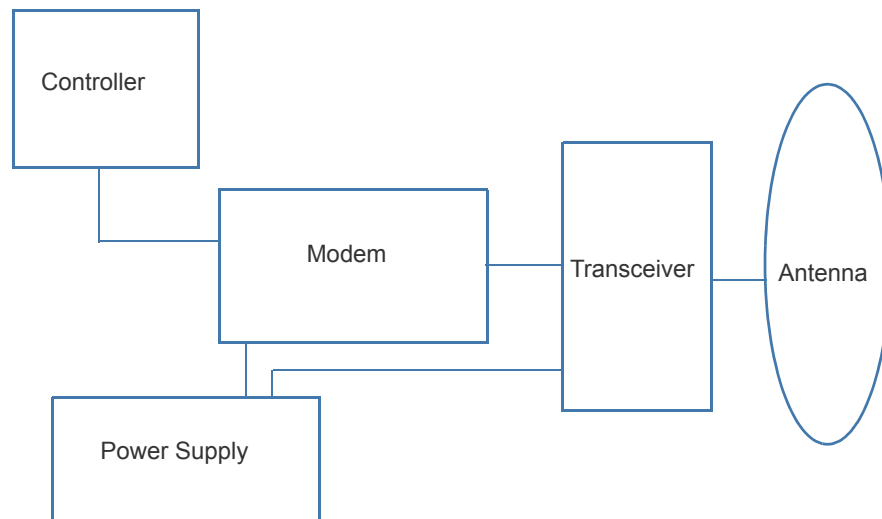 Controller
Modem
Transceiver
Antenna
Power Supply